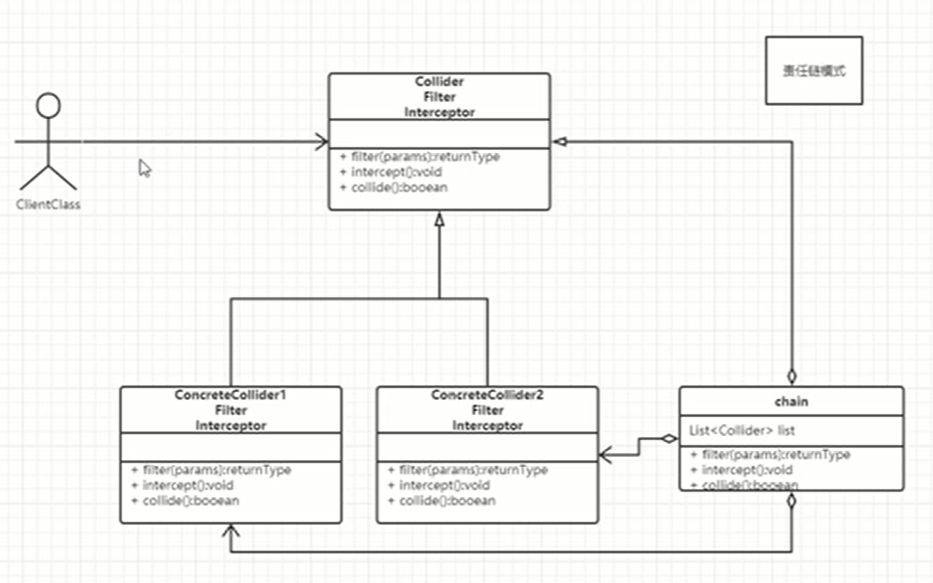 责任链模式
Collider
Filter
Interceptor
+ filter(params):returnType
+ intercept():void
+ collide():booean
ClientClass
ConcreteCollider1
Filter
Interceptor
+ filter(params):returnType
+ intercept():void
+ collide():booean
ConcreteCollider2
Filter
Interceptor
+ filter(params):returnType
+ intercept():void
+ collide():booean
chain
List<Collider> list
+ filter(params):returnType
+ intercept():void
+ collide():booean